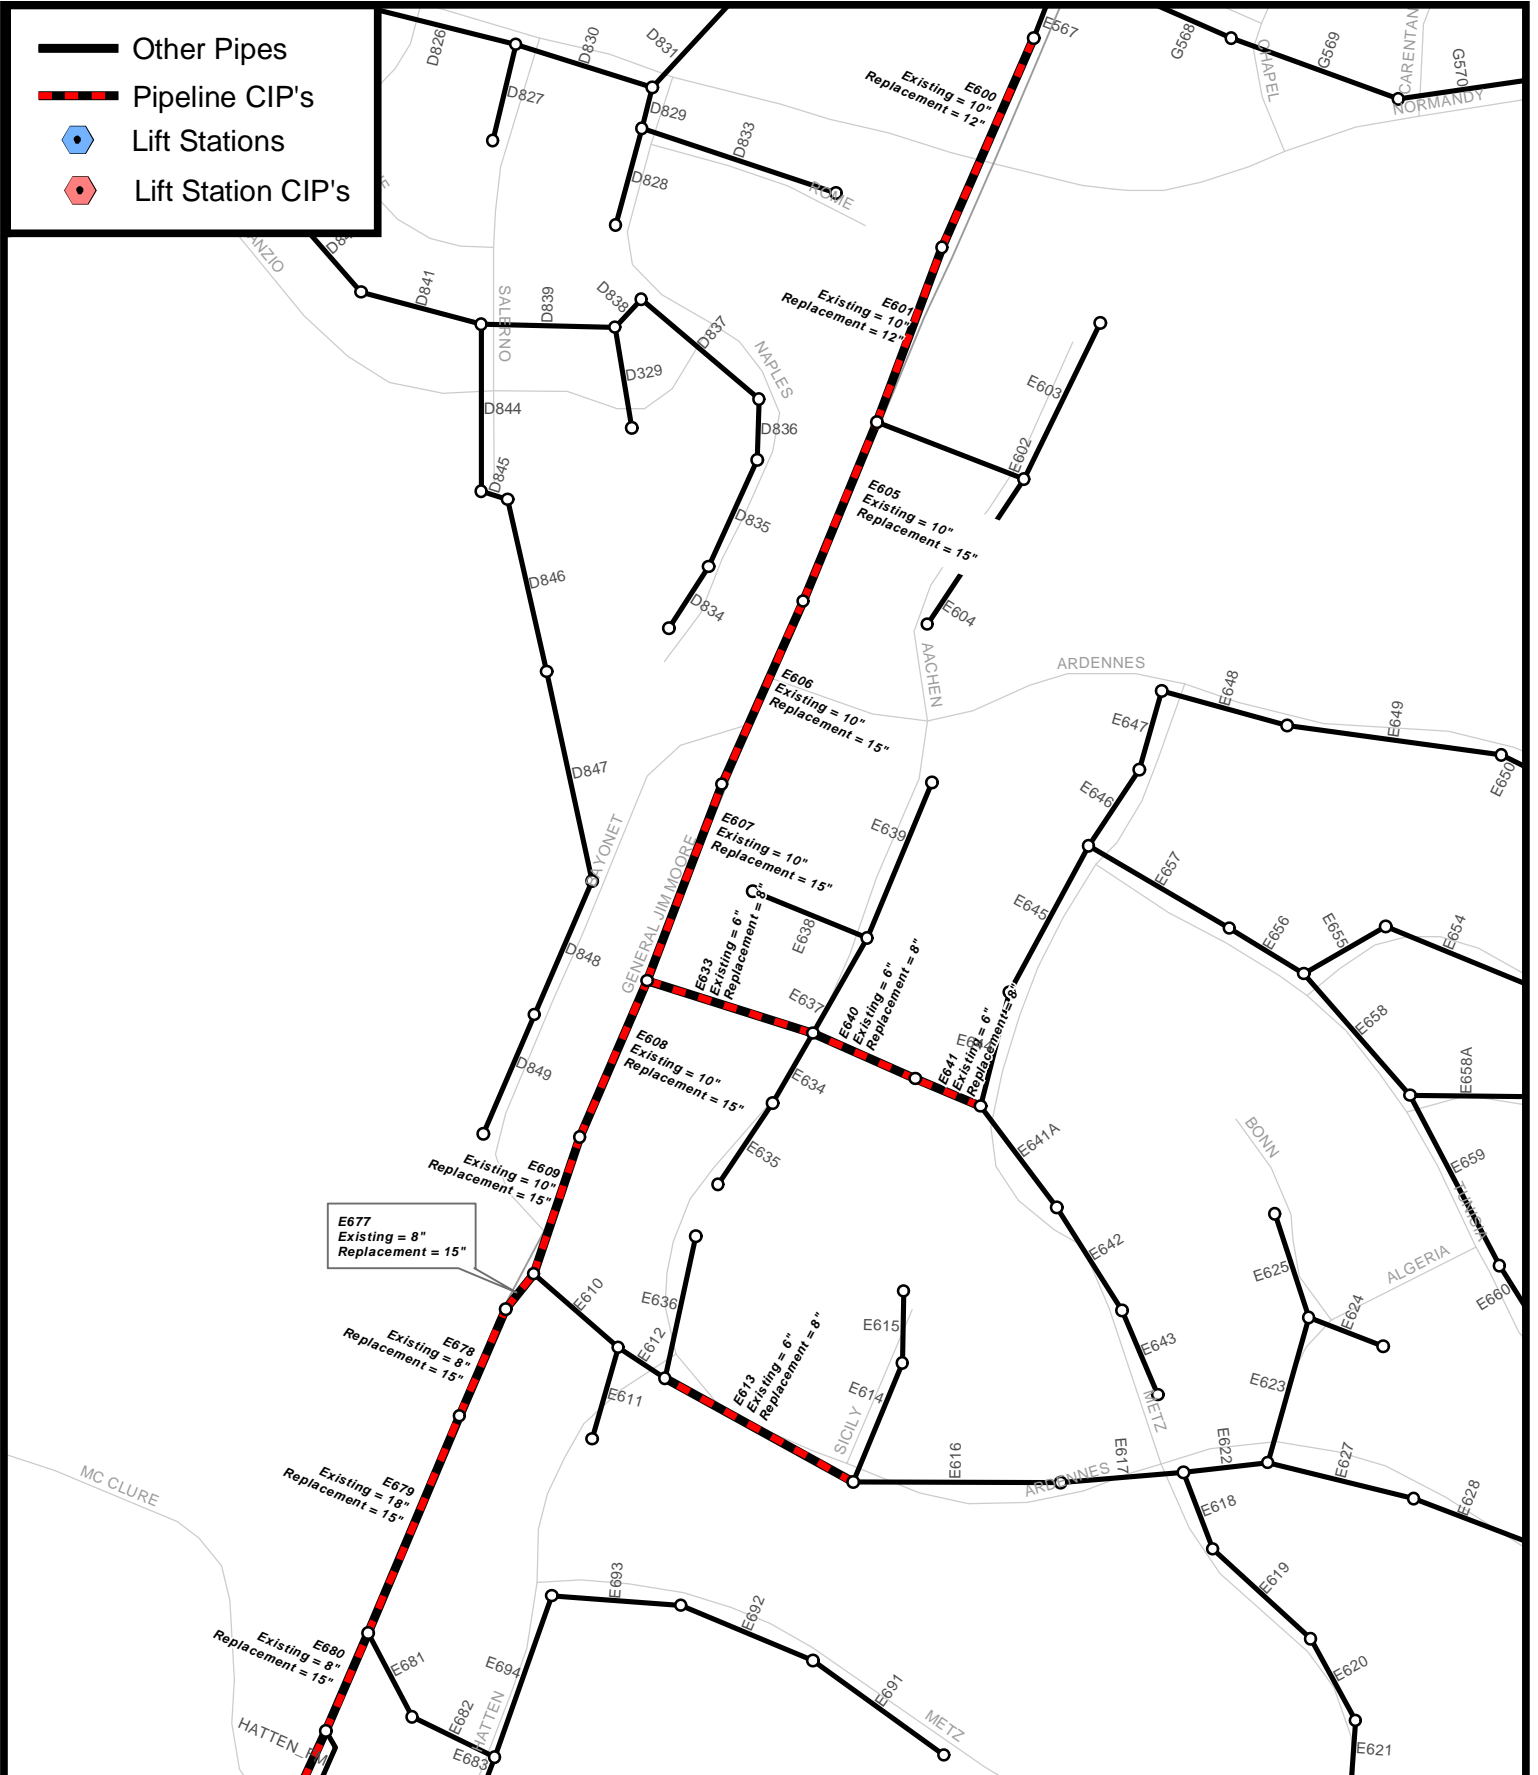 Other Pipes
Pipeline CIP's
Lift Stations
Lift Station CIP's
D826
D830
D831
E567
G568
G569
CHAPEL
CARENTAN
G570
NORMANDY
D827
D829
D833
D828
ROME
E600
Existing = 10"
Replacement = 12"
ANZIO
D841
SALERNO
D839
D838
D837
NAPLES
D329
E601
Existing = 10"
Replacement = 12"
E603
E602
D844
D836
D845
D835
E605
Existing = 10"
Replacement = 15"
D846
D834
E604
AACHEN
ARDENNES
E606
Existing = 10"
Replacement = 15"
E647
E648
E649
E650
D847
E646
BAYONET
GENERAL JIM MOORE
E607
Existing = 10"
Replacement = 15"
E639
E657
E645
E656
E655
E654
D848
E633
Existing = 6"
Replacement = 8"
E638
E637
E640
Existing = 6"
Replacement = 8"
E641
Existing = 6"
Replacement = 8"
E658
E658A
D849
E608
Existing = 10"
Replacement = 15"
E634
E635
E641A
BONN
E659
TUNISIA
E609
Existing = 10"
Replacement = 15"
E677
Existing = 8"
Replacement = 15"
E610
E636
E612
E642
E625
ALGERIA
E624
E660
E615
E643
E678
Existing = 8"
Replacement = 15"
E611
E613
Existing = 6"
Replacement = 8"
E614
SICILY
METZ
E623
MC CLURE
E679
Existing = 18"
Replacement = 15"
E616
ARDENNES
E617
E622
E627
E628
E618
E693
E692
E619
E680
Existing = 8"
Replacement = 15"
E681
E694
E691
E620
HATTEN_FM
E682
HATTEN
E683
METZ
E621